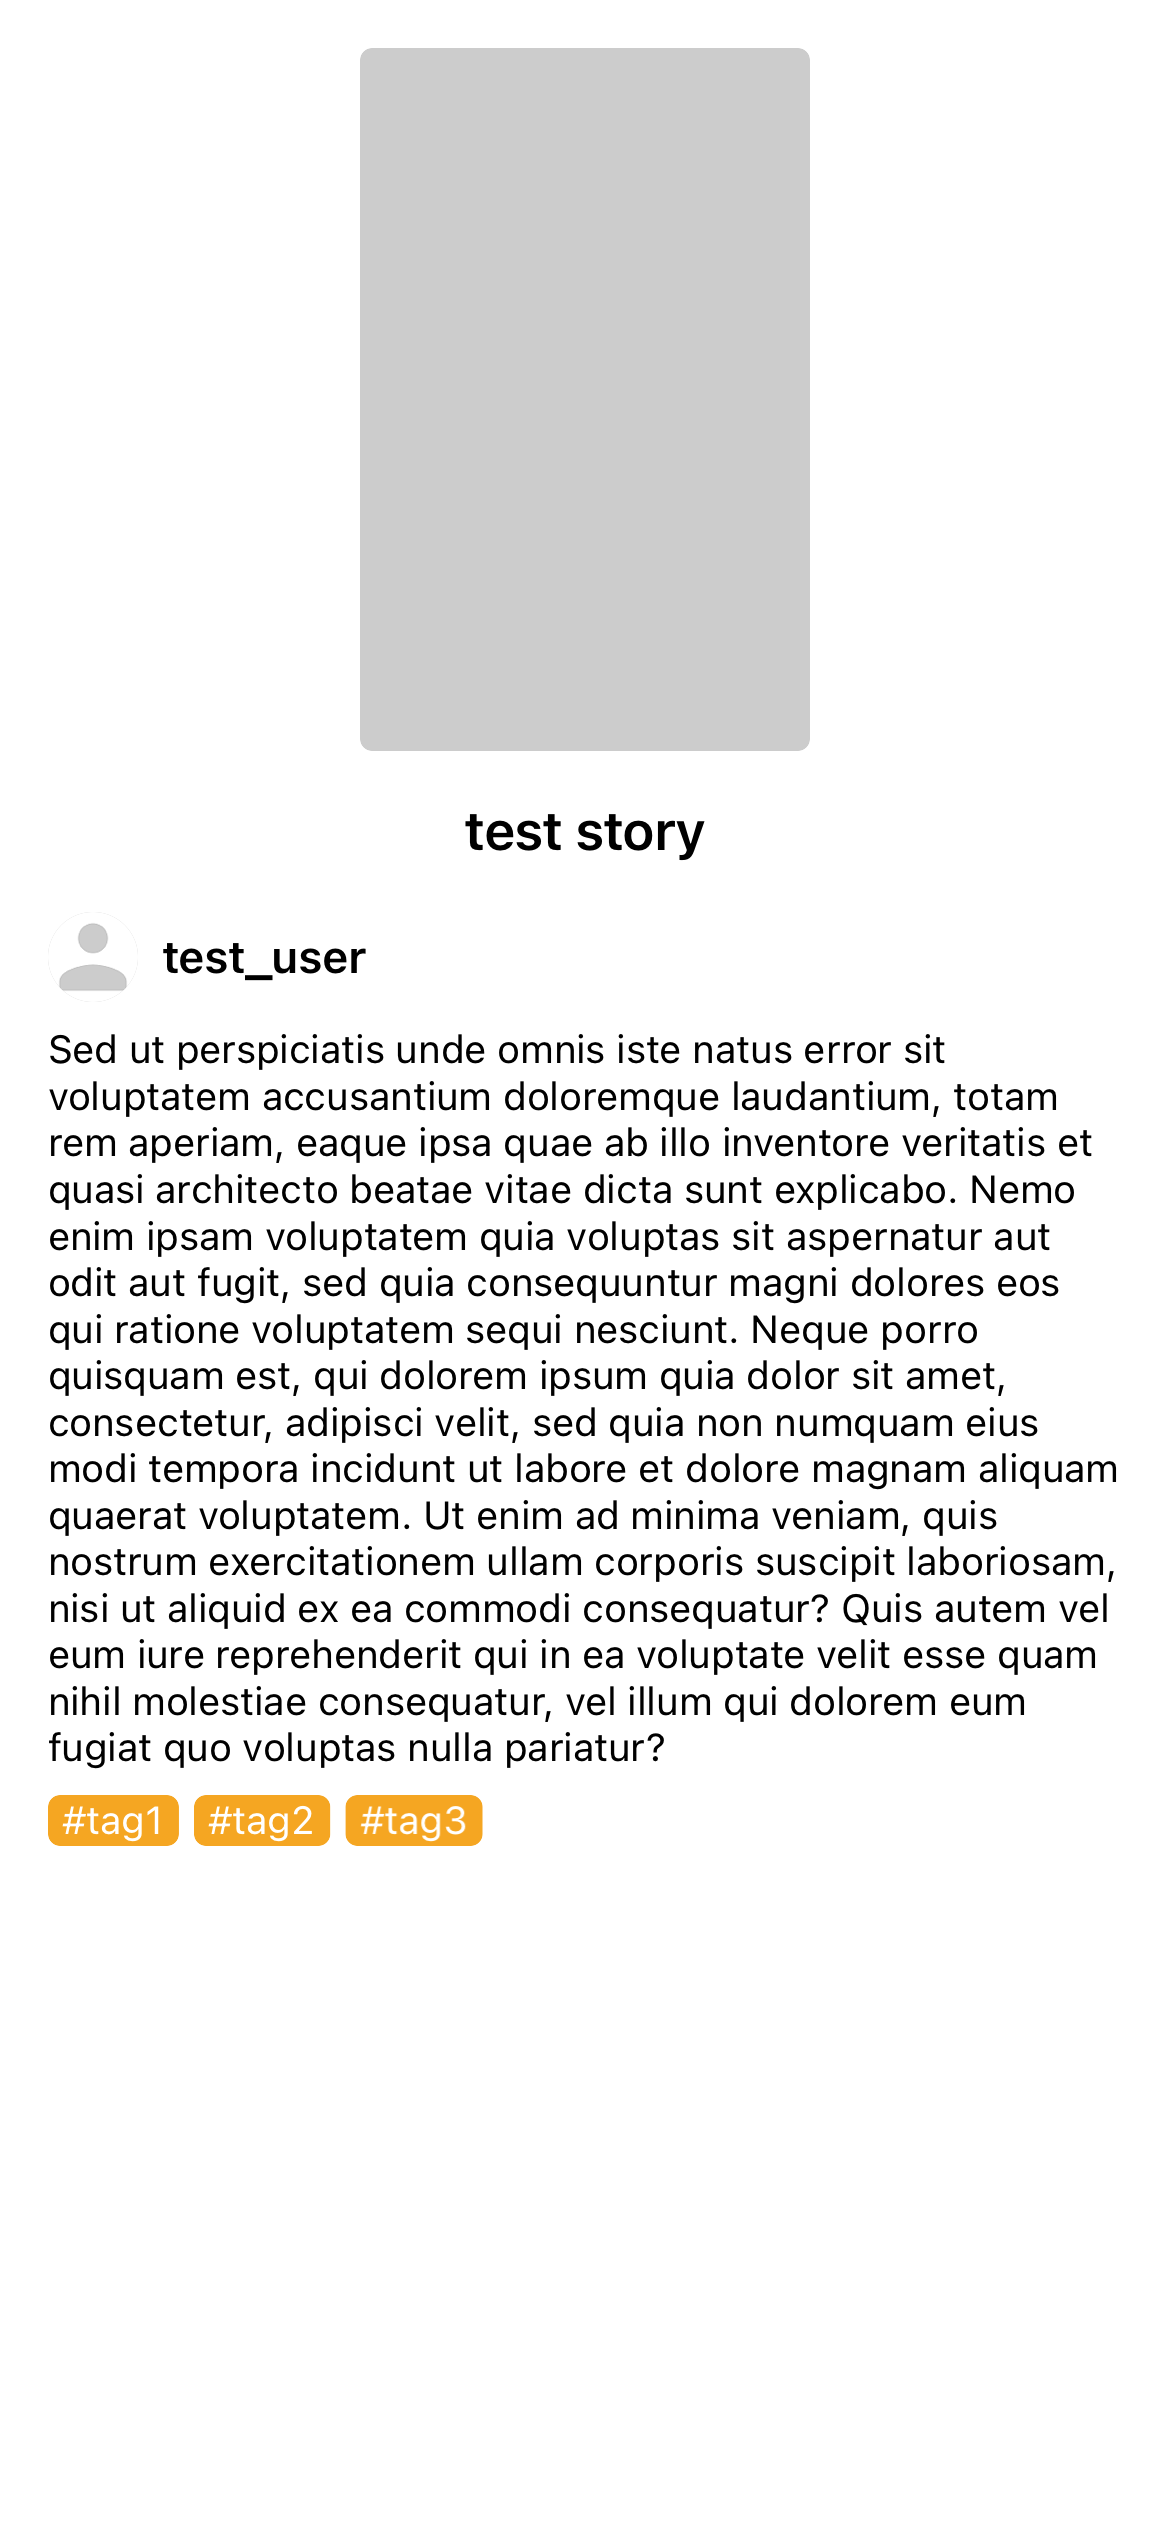 test story
test_user
Sed ut perspiciatis unde omnis iste natus error sit
voluptatem accusantium doloremque laudantium, totam
rem aperiam, eaque ipsa quae ab illo inventore veritatis et
quasi architecto beatae vitae dicta sunt explicabo. Nemo
enim ipsam voluptatem quia voluptas sit aspernatur aut
odit aut fugit, sed quia consequuntur magni dolores eos
qui ratione voluptatem sequi nesciunt. Neque porro
quisquam est, qui dolorem ipsum quia dolor sit amet,
consectetur, adipisci velit, sed quia non numquam eius
modi tempora incidunt ut labore et dolore magnam aliquam
quaerat voluptatem. Ut enim ad minima veniam, quis
nostrum exercitationem ullam corporis suscipit laboriosam,
nisi ut aliquid ex ea commodi consequatur? Quis autem vel
eum iure reprehenderit qui in ea voluptate velit esse quam
nihil molestiae consequatur, vel illum qui dolorem eum
fugiat quo voluptas nulla pariatur?
#tag1 #tag2 #tag3